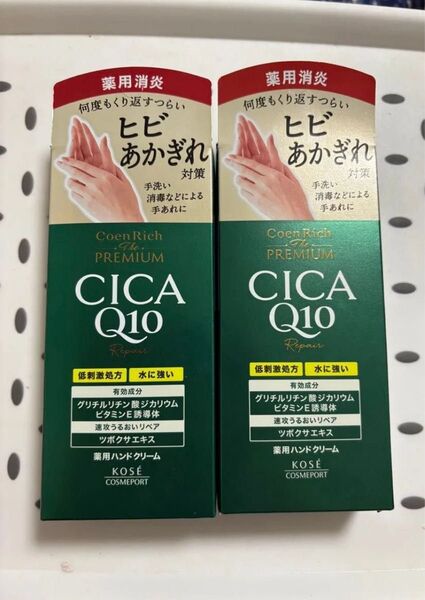 薬用消炎
何度もくり返すつらい
ヒビ
あかぎれ
対策
手洗い
消毒などによる
手あれに
CoenRich
The
PREMIUM
CICA
Q10
Repair
低刺激処方 水に強い
有効成分
グリチルリチン酸ジカリウム
ビタミンE誘導体
速攻うるおいリペア
ツボクサエキス
薬用ハンドクリーム
KOSÉ
COSMEPORT
薬用消炎
何度もくり返すつらい
ヒビ
あかぎれ
対策
手洗い
消毒などによる
手あれに
CoenRich
The
PREMIUM
CICA
Q10
Repair
低刺激処方 水に強い
有効成分
グリチルリチン酸ジカリウム
ビタミンE誘導体
速攻うるおいリペア
ツボクサエキス
薬用ハンドクリーム
KOSÉ
COSMEPORT